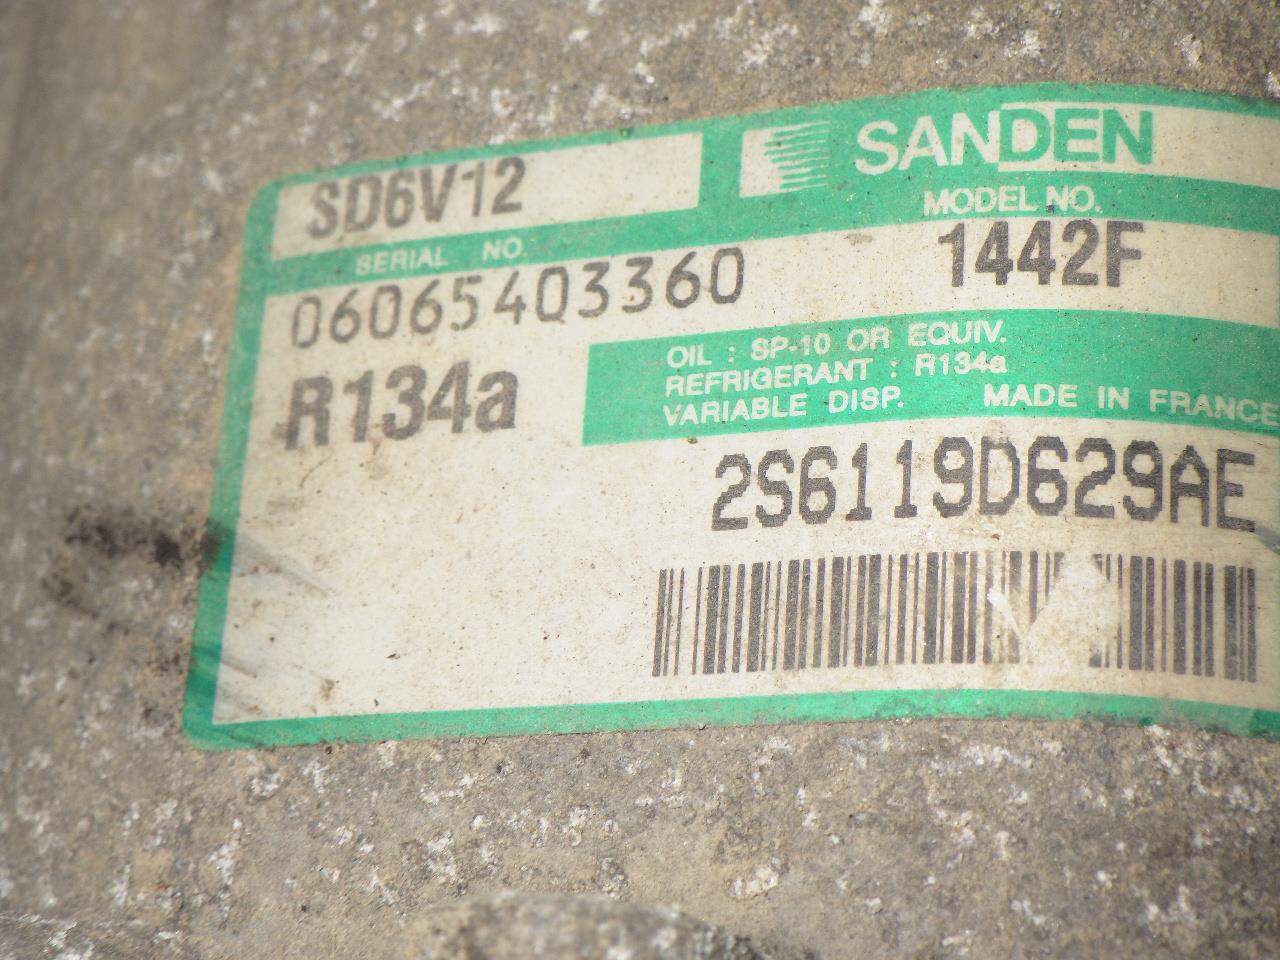 SD6V12
SANDEN
SERIAL NO.
MODEL NO.
06065403360
1442F
R134a
OIL : SP-10 OR EQUIV.
REFRIGERANT : R134a
VARIABLE DISP. MADE IN FRANCE
2S6119D629AE